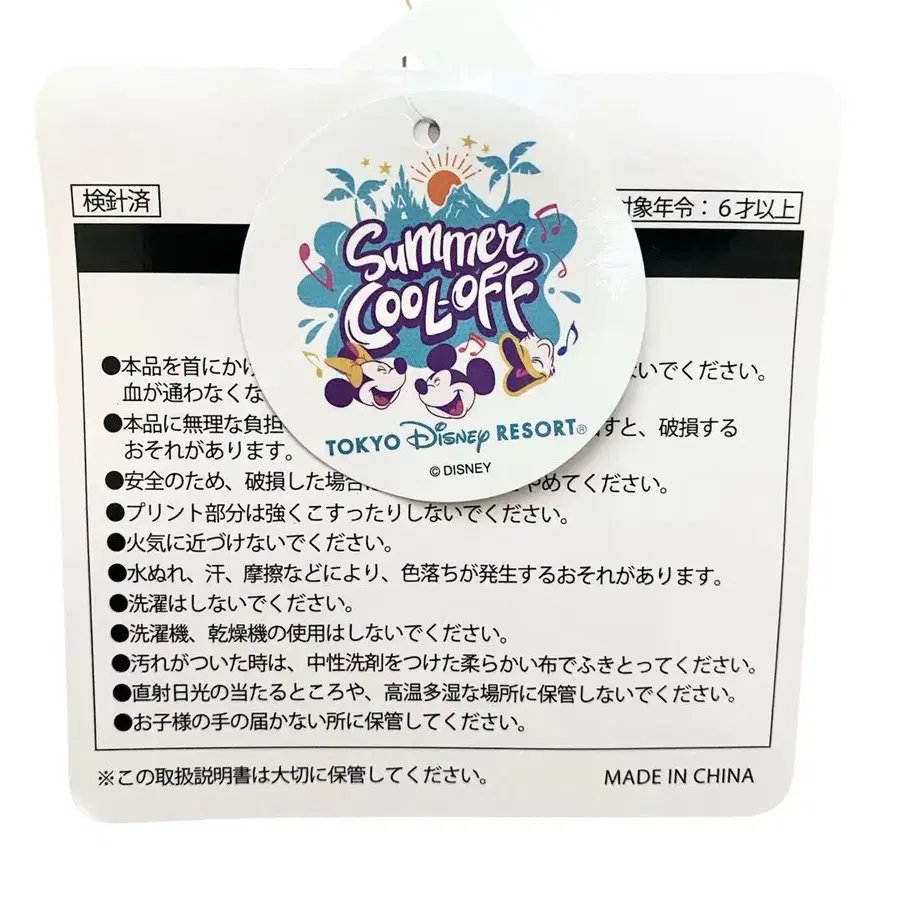 検針済
対象年令：6才以上
Summer
COOL-OFF
TOKYO Disney RESORT®
© DISNEY
●本品を首にか ないでください。
血が通わなくな
●本品に無理な負担 すと、破損する
おそれがあります。
●安全のため、破損した場合 やめてください。
●プリント部分は強くこすったりしないでください。
●火気に近づけないでください。
●水ぬれ、汗、摩擦などにより、色落ちが発生するおそれがあります。
●洗濯はしないでください。
●洗濯機、乾燥機の使用はしないでください。
●汚れがついた時は、中性洗剤をつけた柔らかい布でふきとってください。
●直射日光の当たるところや、高温多湿な場所に保管しないでください。
●お子様の手の届かない所に保管してください。
※この取扱説明書は大切に保管してください。
MADE IN CHINA